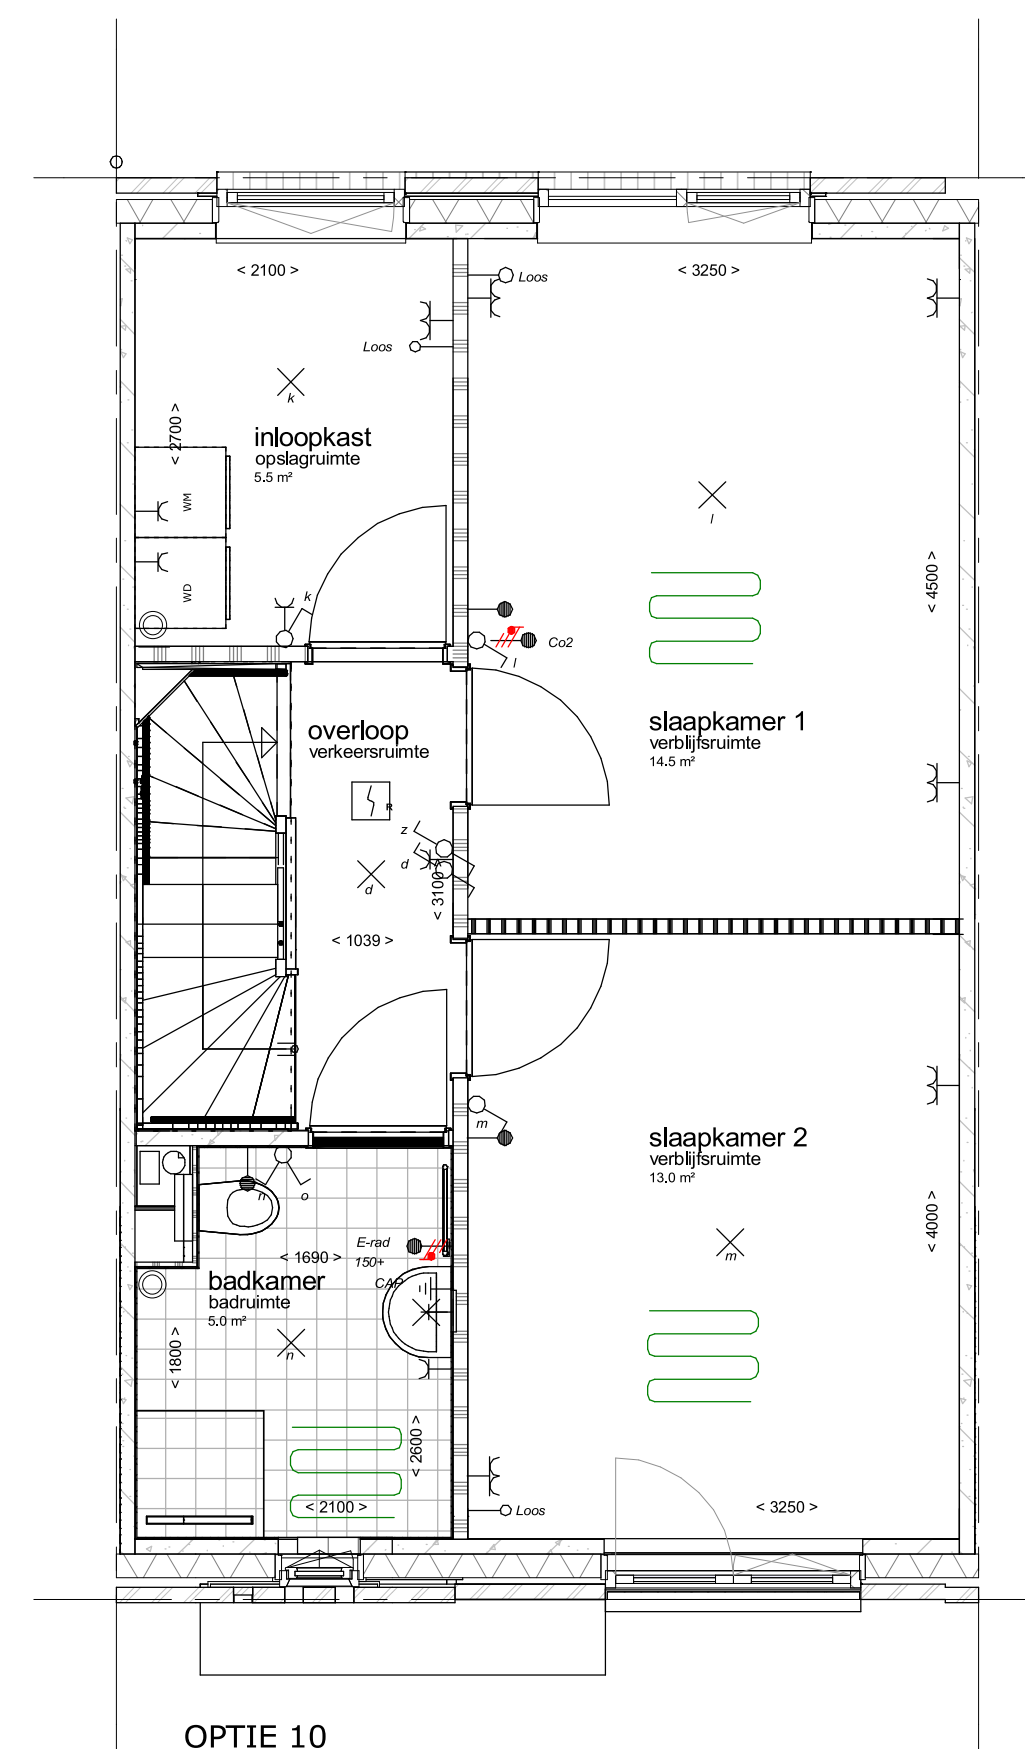 < 2100 >
< 3250 >
Loos
Loos
k
< 2700 >
inloopkast
opslagruimte
5.5 m²
WM
l
WD
k
< 4500 >
Co2
l
overloop
verkeersruimte
slaapkamer 1
verblijfsruimte
14.5 m²
R
z
d
d
< 3100 >
< 1039 >
m
slaapkamer 2
verblijfsruimte
13.0 m²
n
o
E-rad
150+
< 1690 >
CAP
badkamer
badruimte
5.0 m²
< 4000 >
m
n
< 1800 >
< 2600 >
< 2100 >
Loos
< 3250 >
OPTIE 10